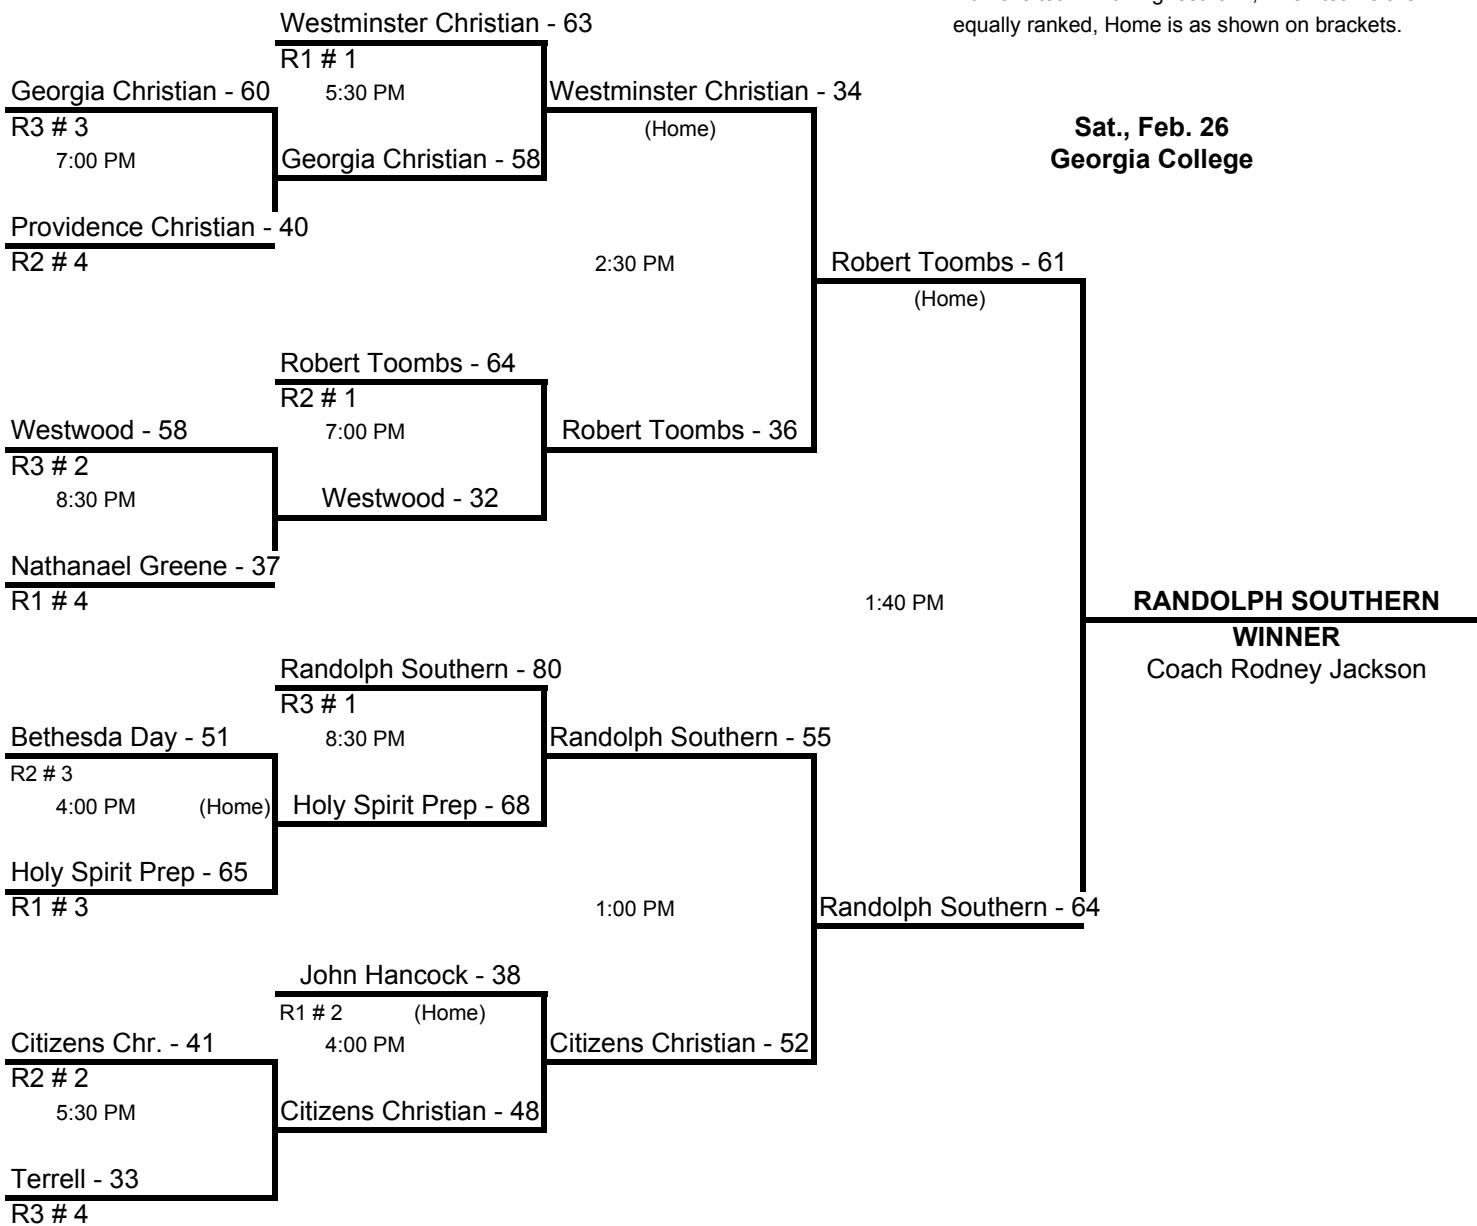 Westminster Christian - 63
equally ranked, Home is as shown on brackets.
R1 # 1
Georgia Christian - 60
5:30 PM
Westminster Christian - 34
R3 # 3
(Home)
Sat., Feb. 26
7:00 PM
Georgia Christian - 58
Georgia College
Providence Christian - 40
R2 # 4
2:30 PM
Robert Toombs - 61
(Home)
Robert Toombs - 64
R2 # 1
Westwood - 58
7:00 PM
Robert Toombs - 36
R3 # 2
8:30 PM
Westwood - 32
Nathanael Greene - 37
R1 # 4
1:40 PM
RANDOLPH SOUTHERN
WINNER
Coach Rodney Jackson
Randolph Southern - 80
R3 # 1
Bethesda Day - 51
8:30 PM
Randolph Southern - 55
R2 # 3
4:00 PM
(Home)
Holy Spirit Prep - 68
Holy Spirit Prep - 65
R1 # 3
1:00 PM
Randolph Southern - 64
John Hancock - 38
R1 # 2
(Home)
Citizens Chr. - 41
4:00 PM
Citizens Christian - 52
R2 # 2
5:30 PM
Citizens Christian - 48
Terrell - 33
R3 # 4